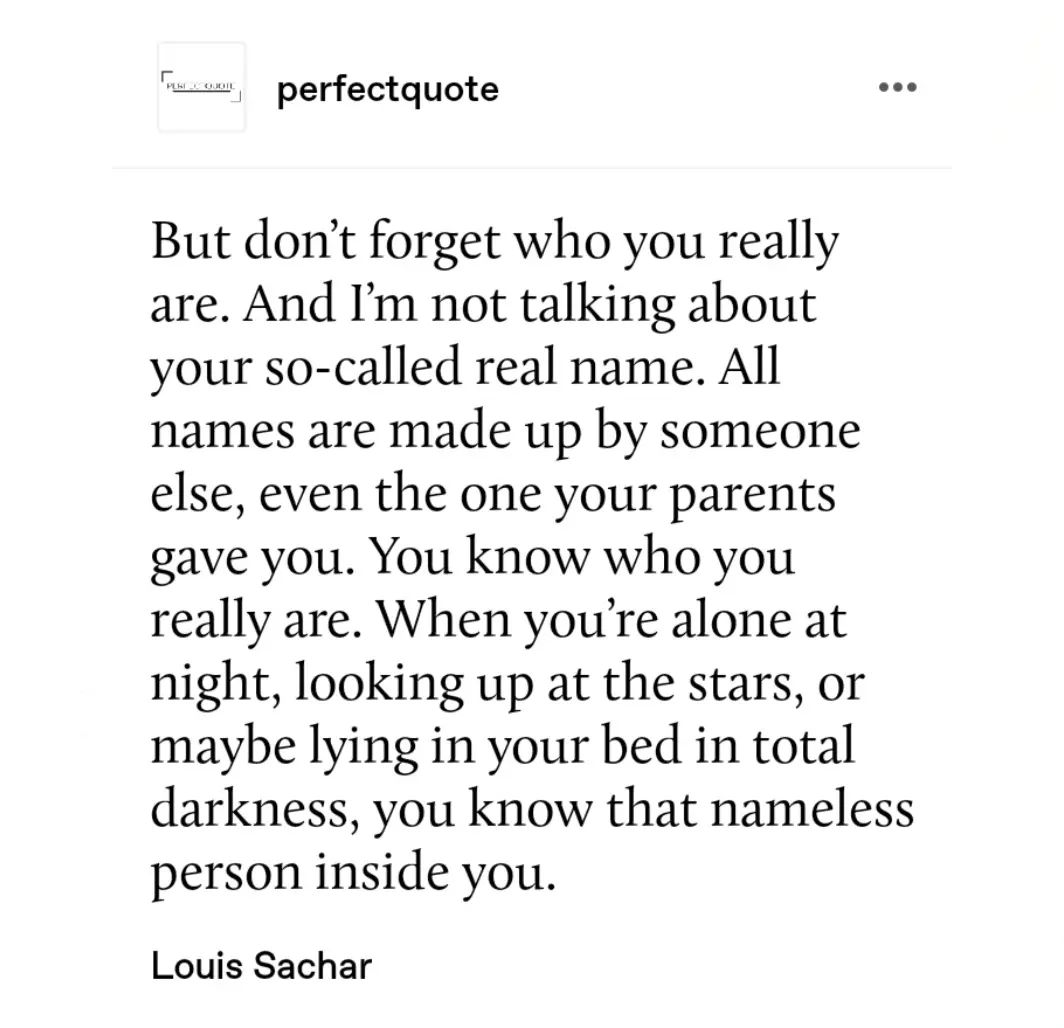 PERFECTQUOTE
perfectquote
But don’t forget who you really
are. And I’m not talking about
your so-called real name. All
names are made up by someone
else, even the one your parents
gave you. You know who you
really are. When you’re alone at
night, looking up at the stars, or
maybe lying in your bed in total
darkness, you know that nameless
person inside you.
Louis Sachar